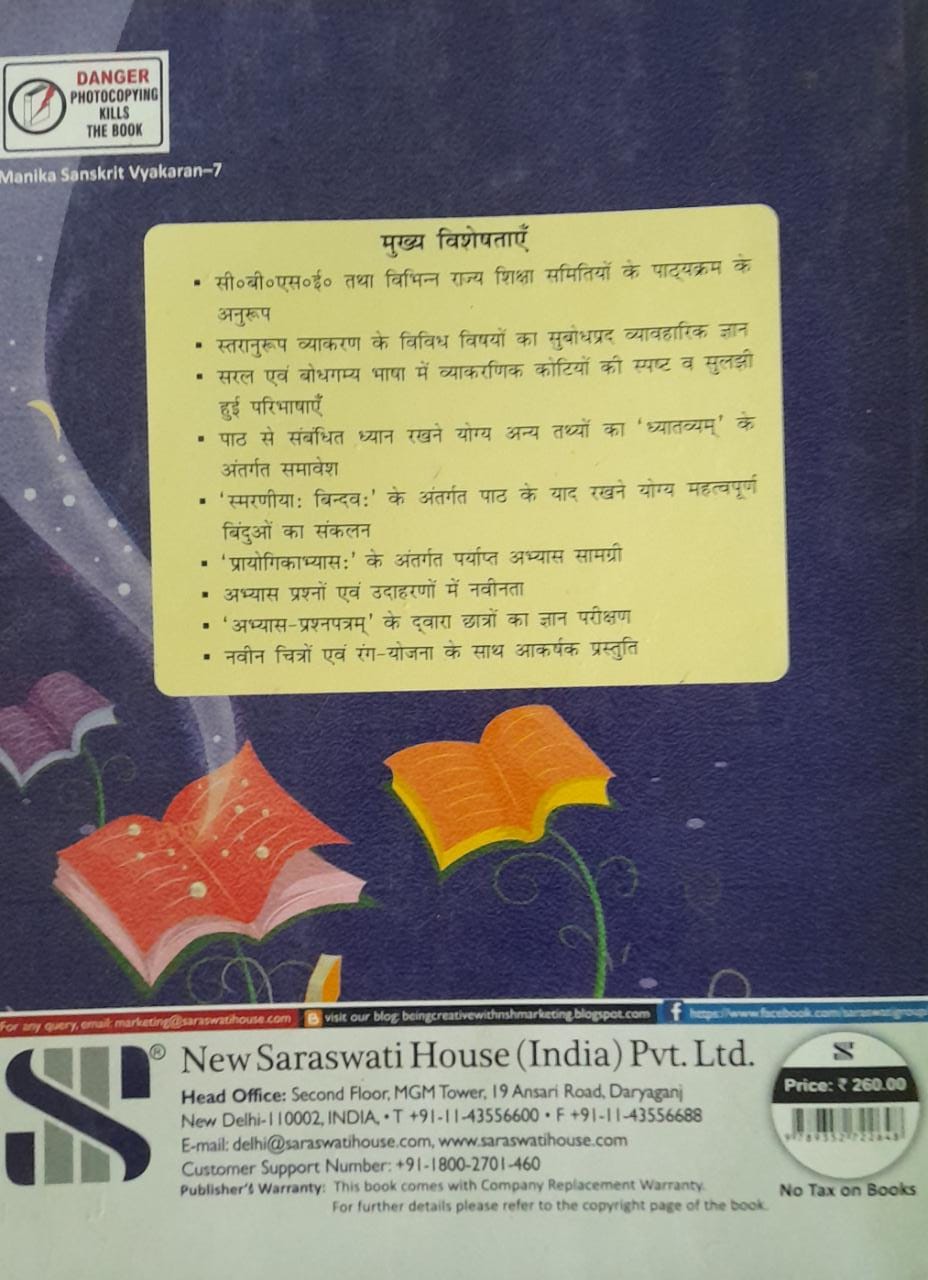 DANGER
PHOTOCOPYING
KILLS
THE BOOK
Manika Sanskrit Vyakaran–7
मुख्य विशेषताएँ
▪ सी०बी०एस०ई० तथा विभिन्न राज्य शिक्षा समितियों के पाठ्यक्रम के
अनुरूप
▪ स्तरानुरूप व्याकरण के विविध विषयों का सुबोधप्रद व्यावहारिक ज्ञान
▪ सरल एवं बोधगम्य भाषा में व्याकरणिक कोटियों की स्पष्ट व सुलझी
हुई परिभाषाएँ
▪ पाठ से संबंधित ध्यान रखने योग्य अन्य तथ्यों का 'ध्यातव्यम्' के
अंतर्गत समावेश
▪ 'स्मरणीयाः बिन्दवः' के अंतर्गत पाठ के याद रखने योग्य महत्वपूर्ण
बिंदुओं का संकलन
▪ 'प्रायोगिकाभ्यासः' के अंतर्गत पर्याप्त अभ्यास सामग्री
▪ अभ्यास प्रश्नों एवं उदाहरणों में नवीनता
▪ 'अभ्यास-प्रश्नपत्रम्' के द्वारा छात्रों का ज्ञान परीक्षण
▪ नवीन चित्रों एवं रंग-योजना के साथ आकर्षक प्रस्तुति
For any query, email: marketing@saraswatihouse.com
visit our blog: beingcreativewithnshmarketing.blogspot.com
https://www.facebook.com/saraswatigroup
®
New Saraswati House (India) Pvt. Ltd.
Head Office: Second Floor, MGM Tower, 19 Ansari Road, Daryaganj
New Delhi-110002, INDIA, • T +91-11-43556600 • F +91-11-43556688
E-mail: delhi@saraswatihouse.com, www.saraswatihouse.com
Customer Support Number: +91-1800-2701-460
Publisher's Warranty: This book comes with Company Replacement Warranty.
For further details please refer to the copyright page of the book.
Price: ₹ 260.00
No Tax on Books